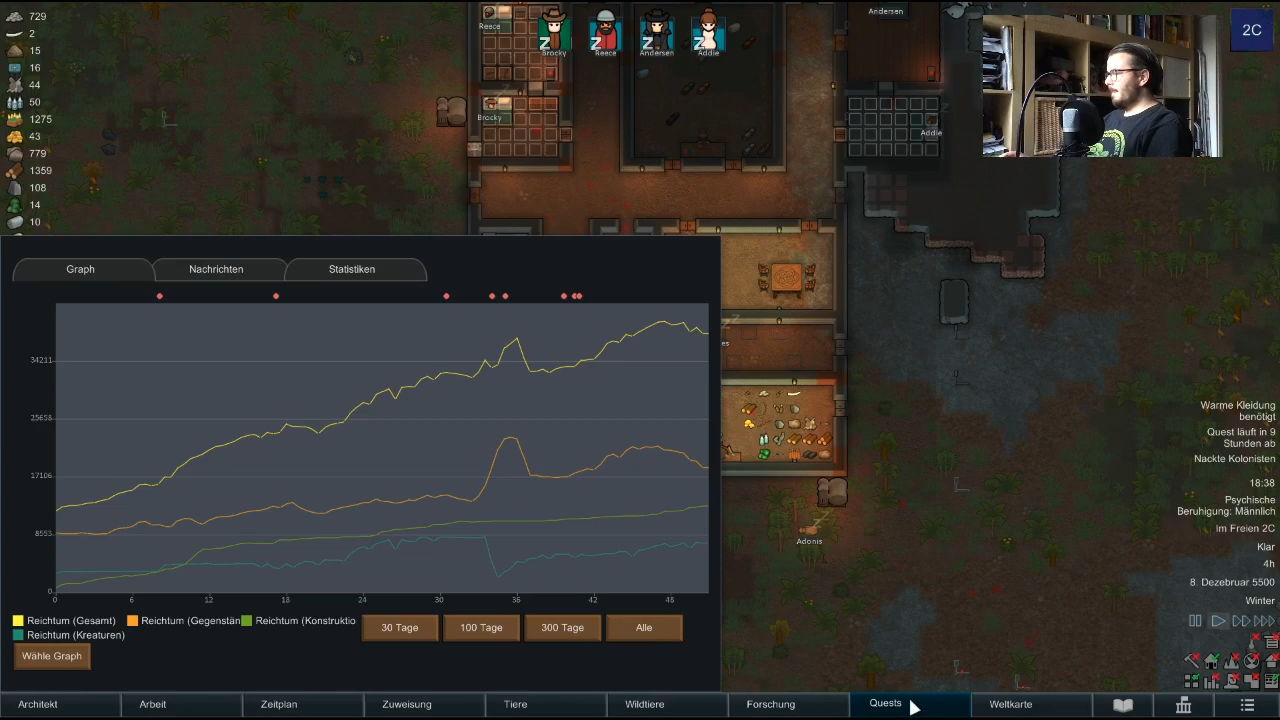 729
2
15
16
44
50
1275
43
779
1359
108
14
10
Reece
Brocky
Reece
Andersen
Addie
Brocky
Andersen
Addie
2C
Graph
Nachrichten
Statistiken
34211
25658
17106
8553
0
0
6
12
18
24
30
36
42
48
Reichtum (Gesamt)
Reichtum (Gegenstän
Reichtum (Konstruktio
Reichtum (Kreaturen)
30 Tage
100 Tage
300 Tage
Alle
Wähle Graph
Adonis
Warme Kleidung
benötigt
Quest läuft in 9
Stunden ab
Nackte Kolonisten
18:38
Psychische
Beruhigung: Männlich
Im Freien 2C
Klar
4h
8. Dezebruar 5500
Winter
Architekt
Arbeit
Zeitplan
Zuweisung
Tiere
Wildtiere
Forschung
Quests
Weltkarte